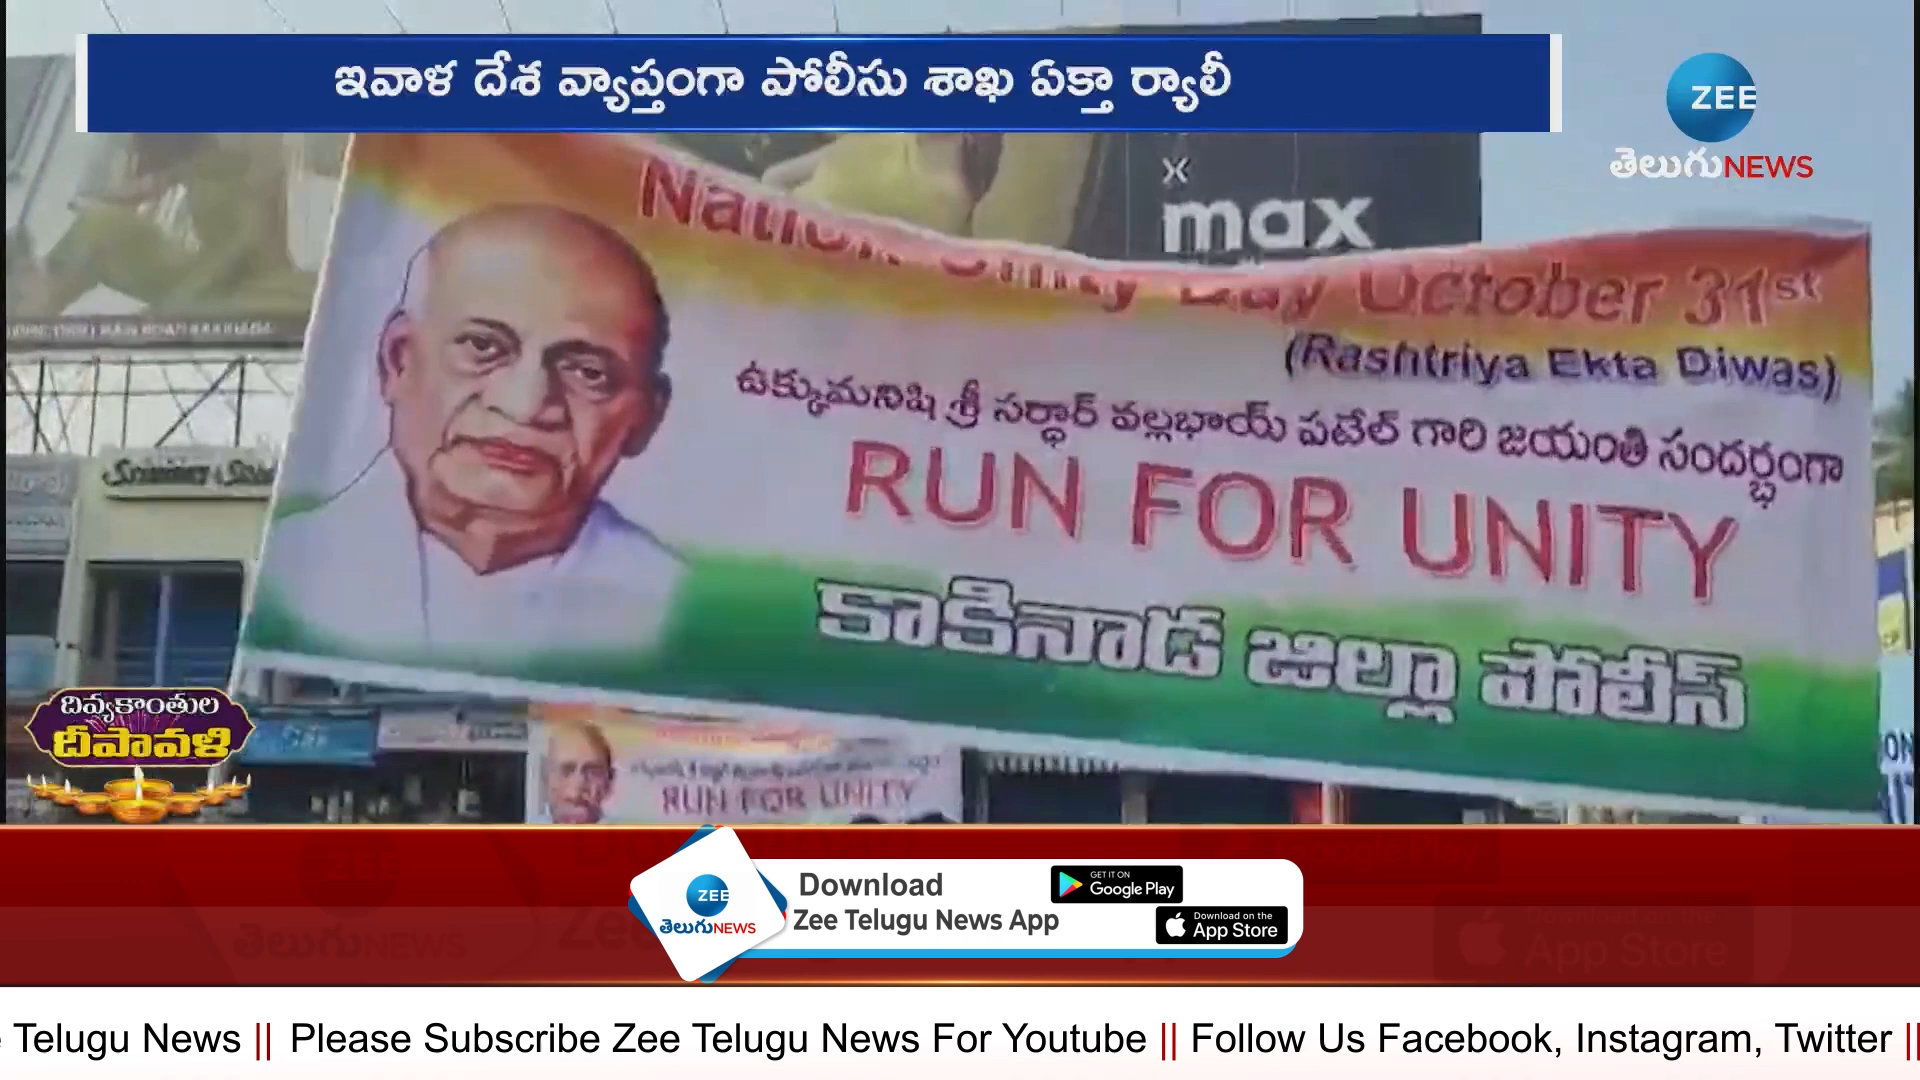 ఇవాళ దేశ వ్యాప్తంగా పోలీసు శాఖ ఏక్తా ర్యాలీ
ZEE
తెలుగు NEWS
max
National Unity Day October 31st
(Rashtriya Ekta Diwas)
ఉక్కుమనిషి శ్రీ సర్ధార్ వల్లభాయ్ పటేల్ గారి జయంతి సందర్భంగా
RUN FOR UNITY
కాకినాడ జిల్లా పోలీస్
దివ్యకాంతుల
దీపావళి
RUN FOR UNITY
ZEE
తెలుగు NEWS
Download
Zee Telugu News App
GET IT ON
Google Play
Download on the
App Store
Telugu News || Please Subscribe Zee Telugu News For Youtube || Follow Us Facebook, Instagram, Twitter ||